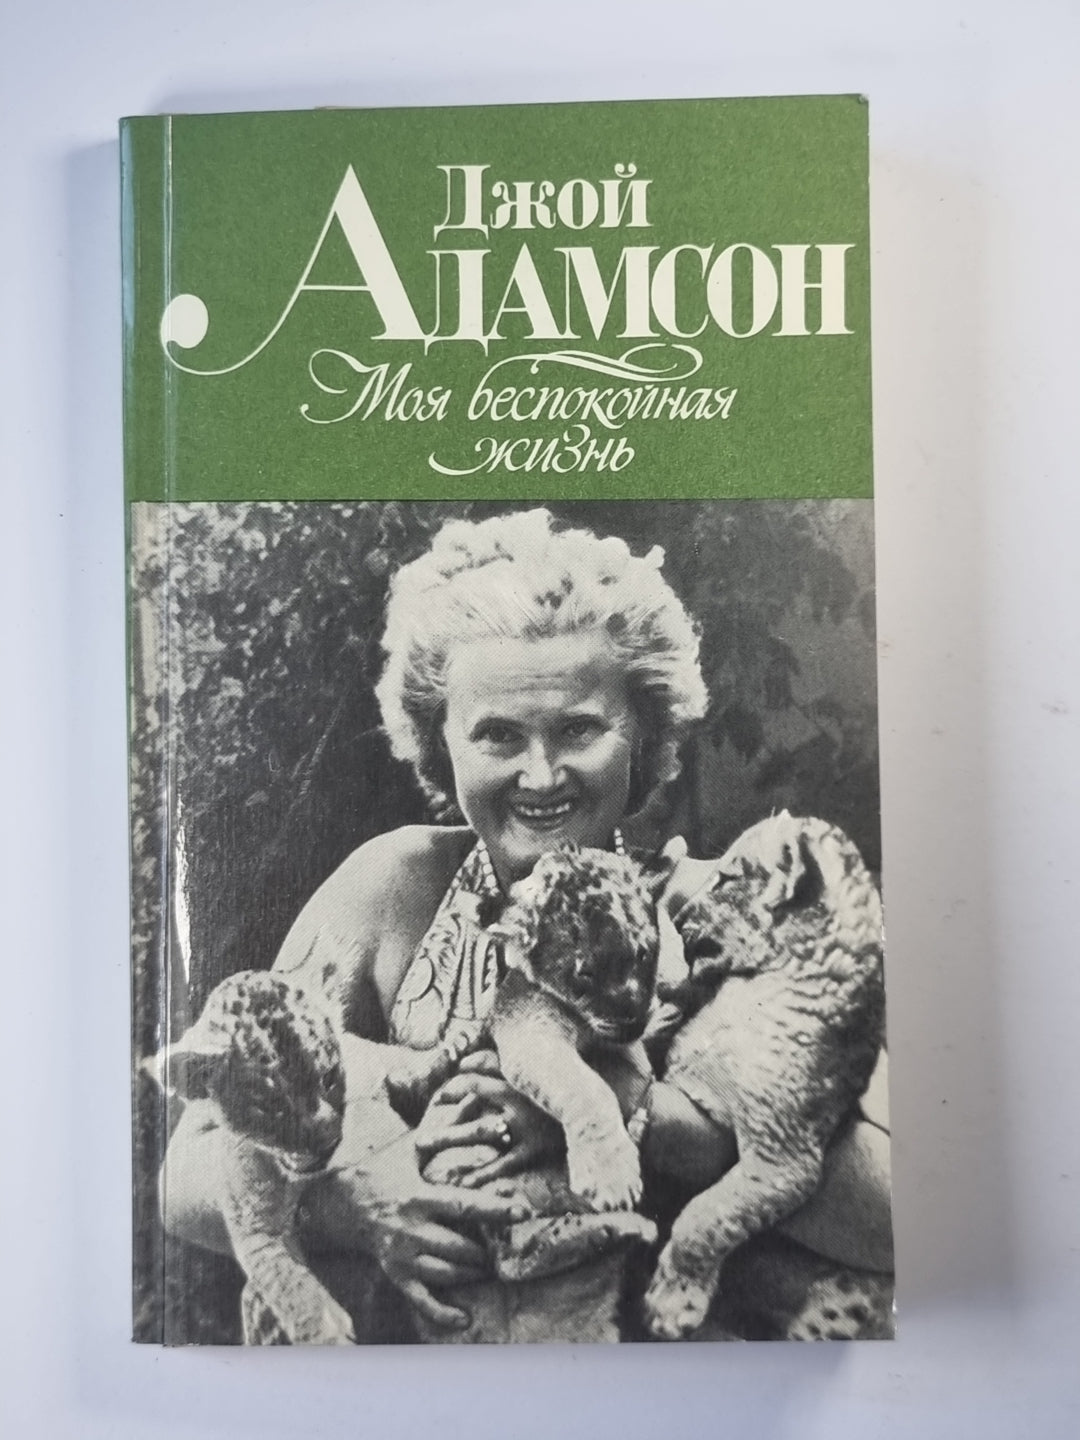 Джой
Адамсон
Моя беспокойная
жизнь